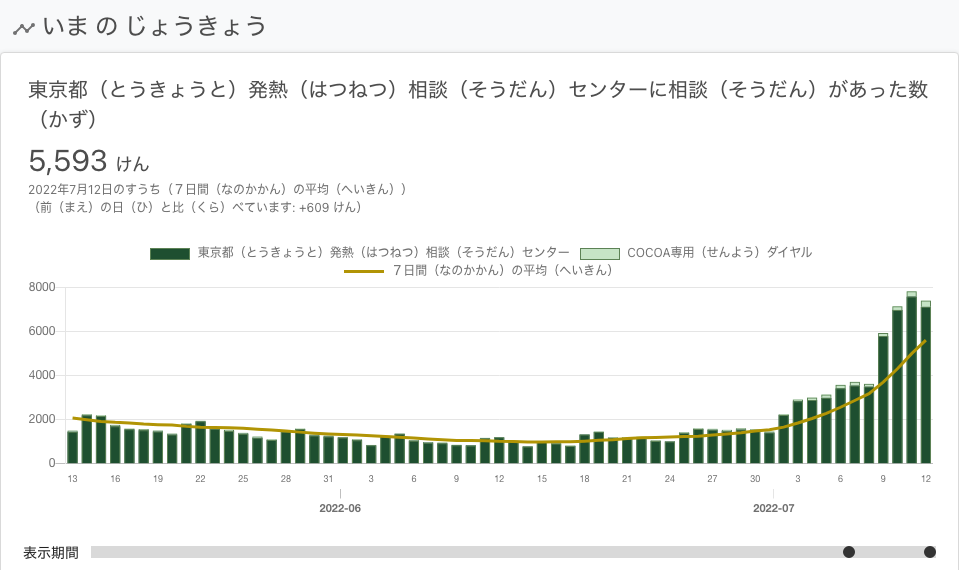 いま の じょうきょう
東京都（とうきょうと）発熱（はつねつ）相談（そうだん）センターに相談（そうだん）があった数
（かず）
5,593 けん
2022年7月12日のすうち（７日間（なのかかん）の平均（へいきん））
（前（まえ）の日（ひ）と比（くら）べています: +609 けん）
東京都（とうきょうと）発熱（はつねつ）相談（そうだん）センター COCOA専用（せんよう）ダイヤル
７日間（なのかかん）の平均（へいきん）
8000
6000
4000
2000
0
13 16 19 22 25 28 31 3 6 9 12 15 18 21 24 27 30 3 6 9 12
2022-06 2022-07
表示期間